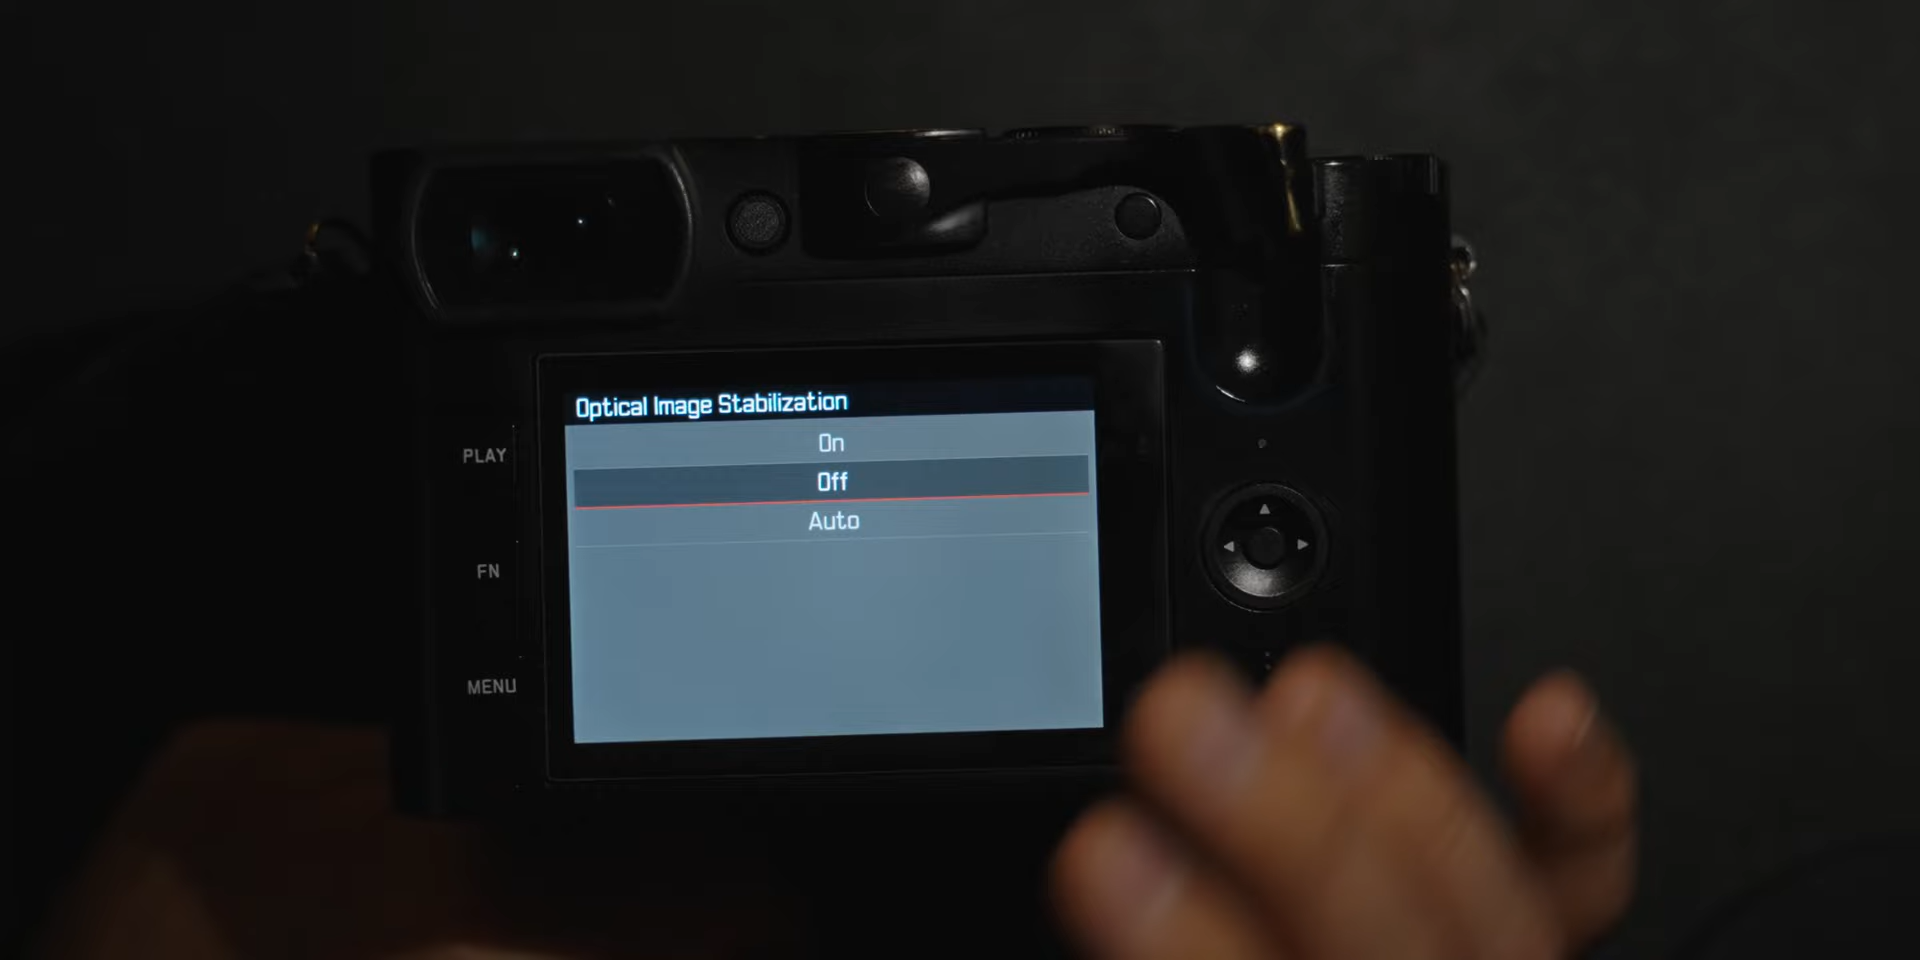 Optical Image Stabilization
On
Off
Auto
PLAY
FN
MENU